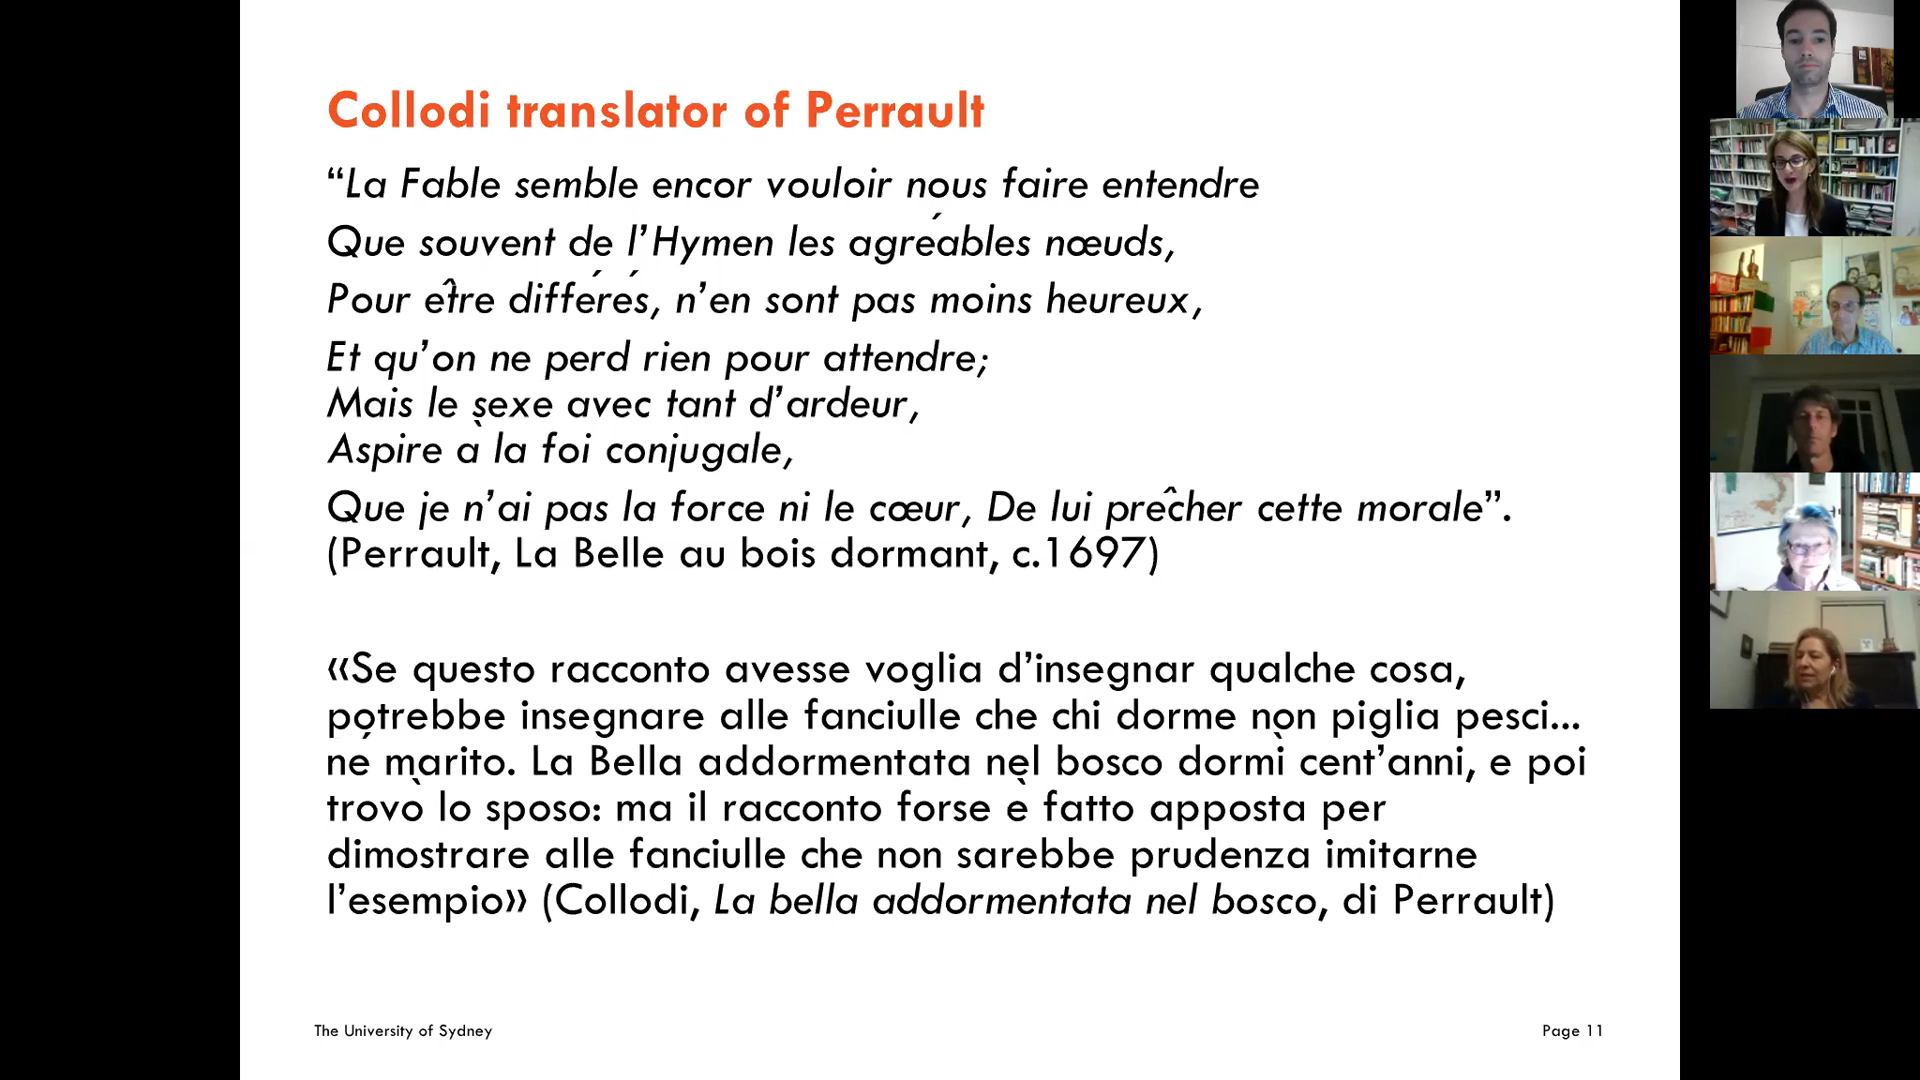 Collodi translator of Perrault
“La Fable semble encor vouloir nous faire entendre
Que souvent de l’Hymen les agréables nœuds,
Pour être différés, n’en sont pas moins heureux,
Et qu’on ne perd rien pour attendre;
Mais le sexe avec tant d’ardeur,
Aspire à la foi conjugale,
Que je n’ai pas la force ni le cœur, De lui prêcher cette morale”.
(Perrault, La Belle au bois dormant, c.1697)
«Se questo racconto avesse voglia d’insegnar qualche cosa,
potrebbe insegnare alle fanciulle che chi dorme non piglia pesci...
né marito. La Bella addormentata nel bosco dormì cent’anni, e poi
trovò lo sposo: ma il racconto forse è fatto apposta per
dimostrare alle fanciulle che non sarebbe prudenza imitarne
l’esempio» (Collodi, La bella addormentata nel bosco, di Perrault)
The University of Sydney
Page 11